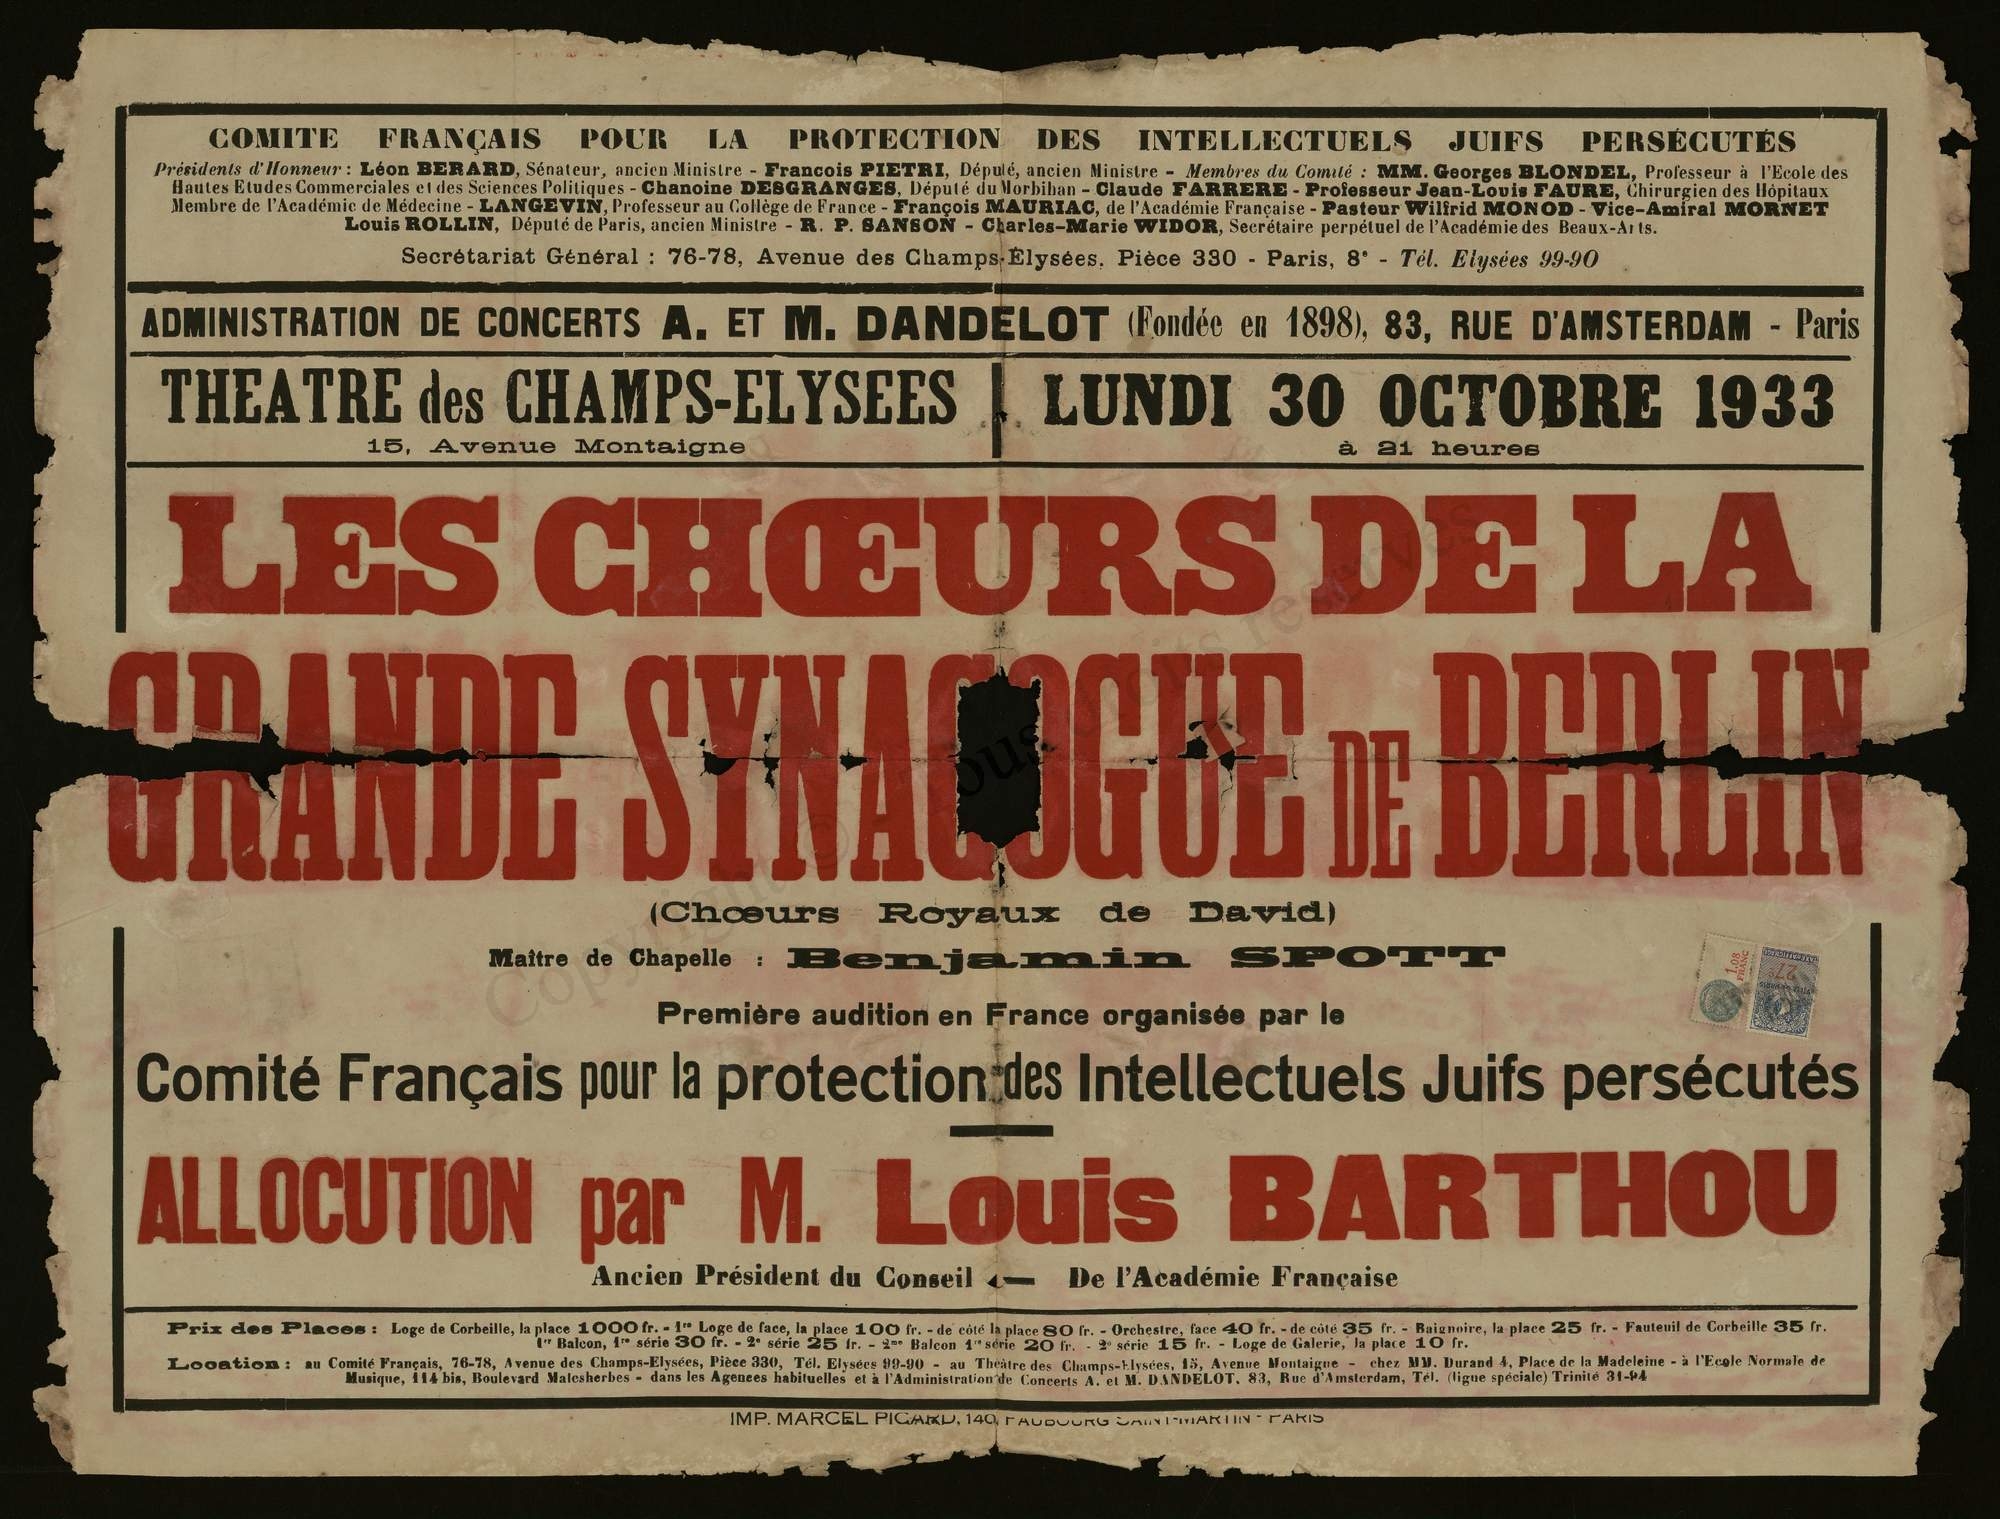 COMITE FRANÇAIS POUR LA PROTECTION DES INTELLECTUELS JUIFS PERSÉCUTÉS
Présidents d'Honneur : Léon BERARD, Sénateur, ancien Ministre - Francois PIETRI, Député, ancien Ministre - Membres du Comité : MM. Georges BLONDEL, Professeur à l'Ecole des
Hautes Etudes Commerciales et des Sciences Politiques - Chanoine DESGRANGES, Député du Morbihan - Claude FARRERE - Professeur Jean-Louis FAURE, Chirurgien des Hôpitaux
Membre de l'Académic de Médecine - LANGEVIN, Professeur au Collège de France - François MAURIAC, de l'Académie Française - Pasteur Wilfrid MONOD - Vice-Amiral MORNET
Louis ROLLIN, Député de Paris, ancien Ministre - R. P. SANSON - Charles-Marie WIDOR, Secrétaire perpétuel de l'Académie des Beaux-Arts.
Secrétariat Général : 76-78, Avenue des Champs-Élysées. Pièce 330 - Paris, 8e - Tél. Elysées 99-90
ADMINISTRATION DE CONCERTS A. ET M. DANDELOT (Fondée en 1898), 83, RUE D'AMSTERDAM - Paris
THEATRE des CHAMPS-ELYSEES
15, Avenue Montaigne
LUNDI 30 OCTOBRE 1933
à 21 heures
LES CHŒURS DE LA
GRANDE SYNAGOGUE DE BERLIN
(Chœurs Royaux de David)
Maître de Chapelle : Benjamin SPOTT
1.08 FRANC
27c
Première audition en France organisée par le
Comité Français pour la protection des Intellectuels Juifs persécutés
ALLOCUTION par M. Louis BARTHOU
Ancien Président du Conseil - De l'Académie Française
Prix des Places : Loge de Corbeille, la place 1000 fr. - 1re Loge de face, la place 100 fr. - de côté la place 80 fr. - Orchestre, face 40 fr. - de côté 35 fr. - Baignoire, la place 25 fr. - Fauteuil de Corbeille 35 fr.
1er Balcon, 1re série 30 fr. - 2e série 25 fr. - 2me Balcon 1re série 20 fr. - 2e série 15 fr. - Loge de Galerie, la place 10 fr.
Location : au Comité Français, 76-78, Avenue des Champs-Elysées, Pièce 330, Tél. Elysées 99-90 - au Théâtre des Champs-Elysées, 15, Avenue Montaigne - chez MM. Durand 4, Place de la Madeleine - à l'Ecole Normale de
Musique, 114 bis, Boulevard Malesherbes - dans les Agences habituelles et à l'Administration de Concerts A. et M. DANDELOT, 83, Rue d'Amsterdam, Tél. (ligne spéciale) Trinité 31-94
IMP. MARCEL PICARD, 140, FAUBOURG SAINT-MARTIN - PARIS
Copyright © Tous droits réservés